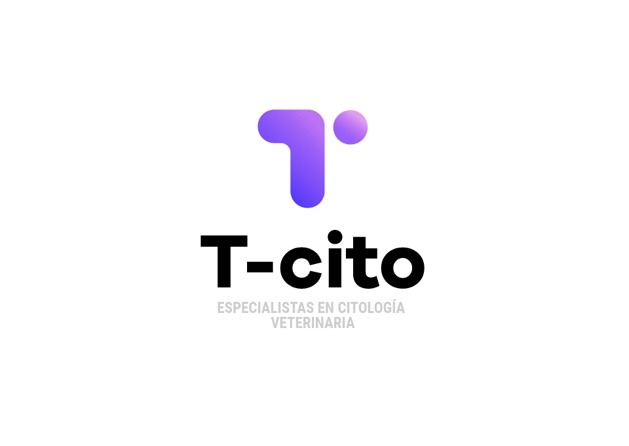 T-cito
ESPECIALISTAS EN CITOLOGÍA
VETERINARIA